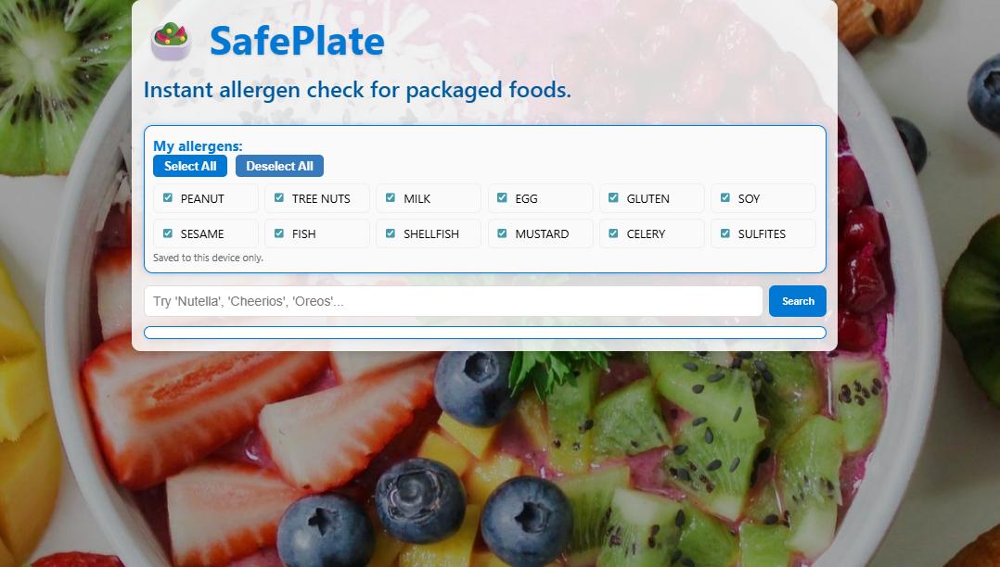 SafePlate
Instant allergen check for packaged foods.
My allergens:
Select All Deselect All
PEANUT TREE NUTS MILK EGG GLUTEN SOY
SESAME FISH SHELLFISH MUSTARD CELERY SULFITES
Saved to this device only.
Try 'Nutella', 'Cheerios', 'Oreos'... Search